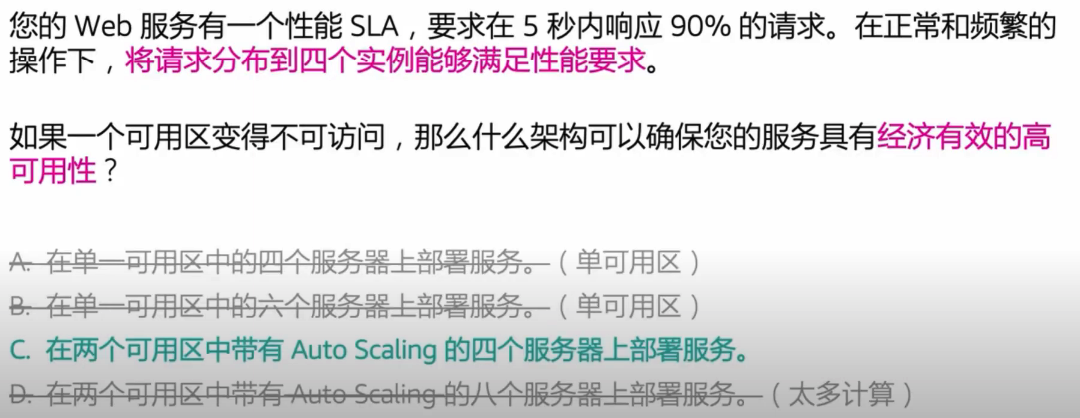 您的 Web 服务有一个性能 SLA，要求在 5 秒内响应 90% 的请求。在正常和频繁的
操作下，将请求分布到四个实例能够满足性能要求。
如果一个可用区变得不可访问，那么什么架构可以确保您的服务具有经济有效的高
可用性？
A. 在单一可用区中的四个服务器上部署服务。（单可用区）
B. 在单一可用区中的六个服务器上部署服务。（单可用区）
C. 在两个可用区中带有 Auto Scaling 的四个服务器上部署服务。
D. 在两个可用区中带有 Auto Scaling 的八个服务器上部署服务。（太多计算）